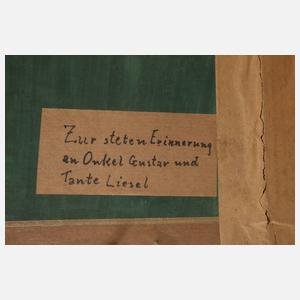 Zur steten Erinnerung
an Onkel Gustav und
Tante Liesel